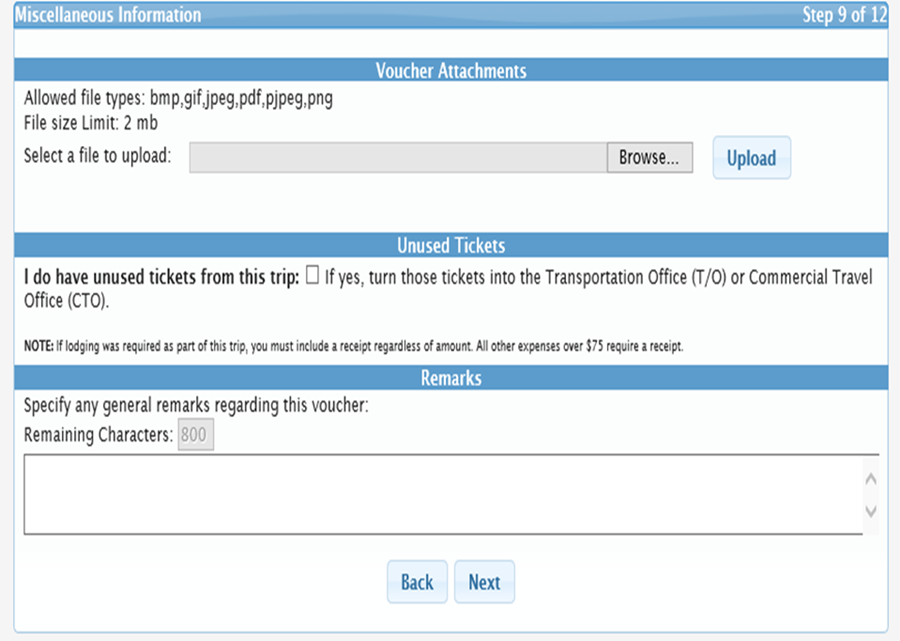 Miscellaneous Information Step 9 of 12
Voucher Attachments
Allowed file types: bmp,gif,jpeg,pdf,pjpeg,png
File size Limit: 2 mb
Select a file to upload: Browse... Upload
Unused Tickets
I do have unused tickets from this trip: If yes, turn those tickets into the Transportation Office (T/O) or Commercial Travel
Office (CTO).
NOTE: If lodging was required as part of this trip, you must include a receipt regardless of amount. All other expenses over $75 require a receipt.
Remarks
Specify any general remarks regarding this voucher:
Remaining Characters: 800
Back Next